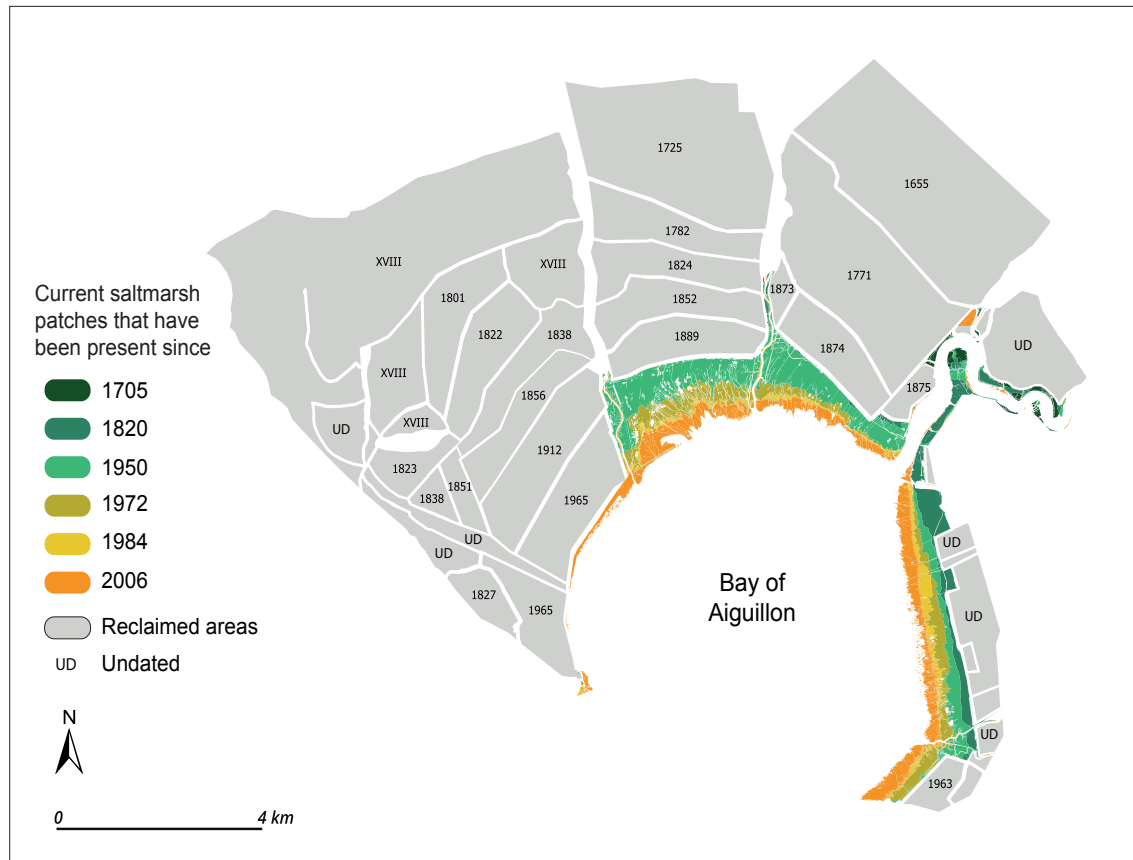 1725
1655
1782
XVIII
XVIII
1824
1771
1873
1801
1852
1822
1838
1889
1874
UD
Current saltmarsh
patches that have
been present since
1705
1820
1950
1972
1984
2006
Reclaimed areas
UD Undated
XVIII
1875
1856
XVIII
UD
1912
1823
1851
1838
1965
UD
UD
UD
1827
1965
Bay of
Aiguillon
UD
UD
1963
N
0 4 km